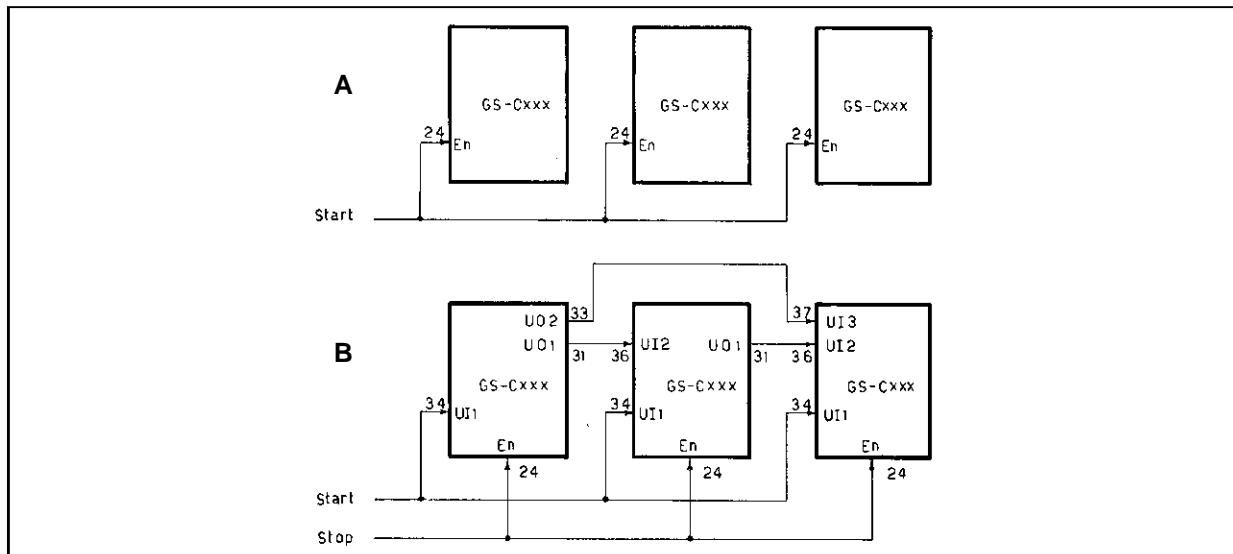 A
GS-Cxxx
GS-Cxxx
GS-Cxxx
24
24
24
En
En
En
Start
B
33
37
UO2
UI3
UO1
UI2
UO1
UI2
31
36
31
36
GS-Cxxx
GS-Cxxx
GS-Cxxx
34
34
34
UI1
UI1
UI1
En
En
En
24
24
24
Start
Stop